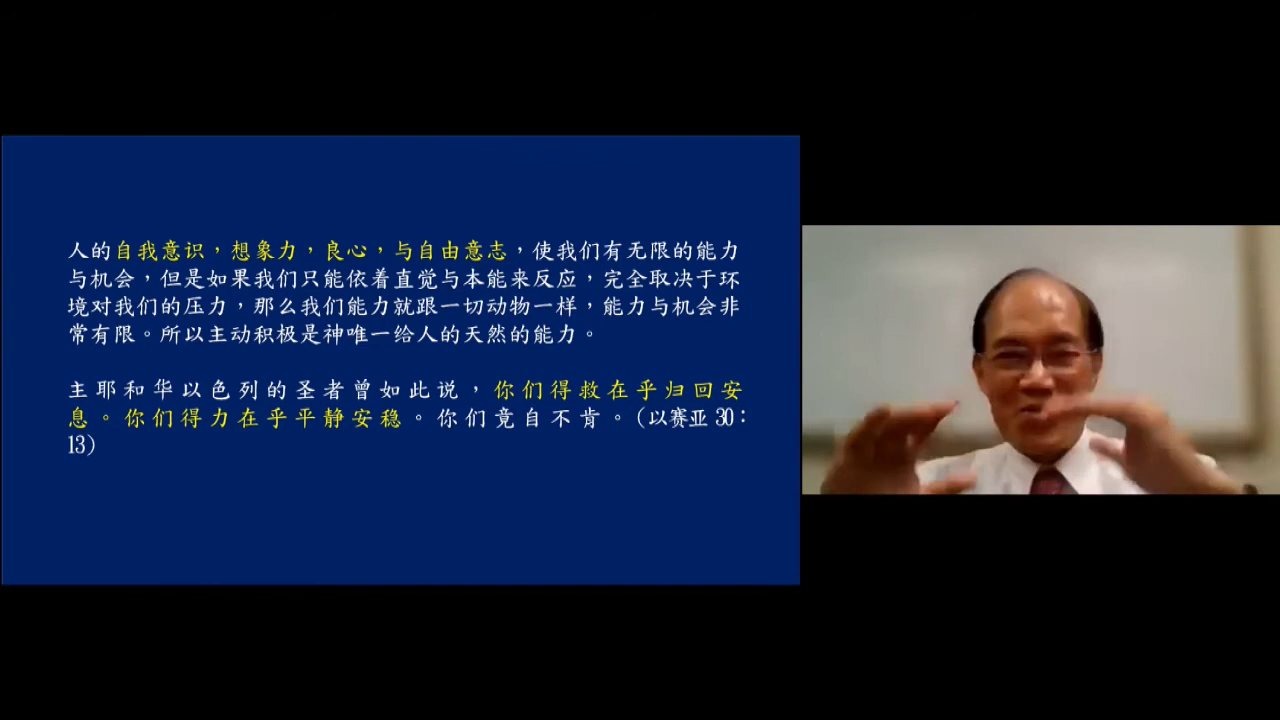 人的自我意识，想象力，良心，与自由意志，使我们有无限的能力
与机会，但是如果我们只能依着直觉与本能来反应，完全取决于环
境对我们的压力，那么我们能力就跟一切动物一样，能力与机会非
常有限。所以主动积极是神唯一给人的天然的能力。
主耶和华以色列的圣者曾如此说，你们得救在乎归回安
息。你们得力在乎平静安稳。你们竟自不肯。(以赛亚 30：
13)